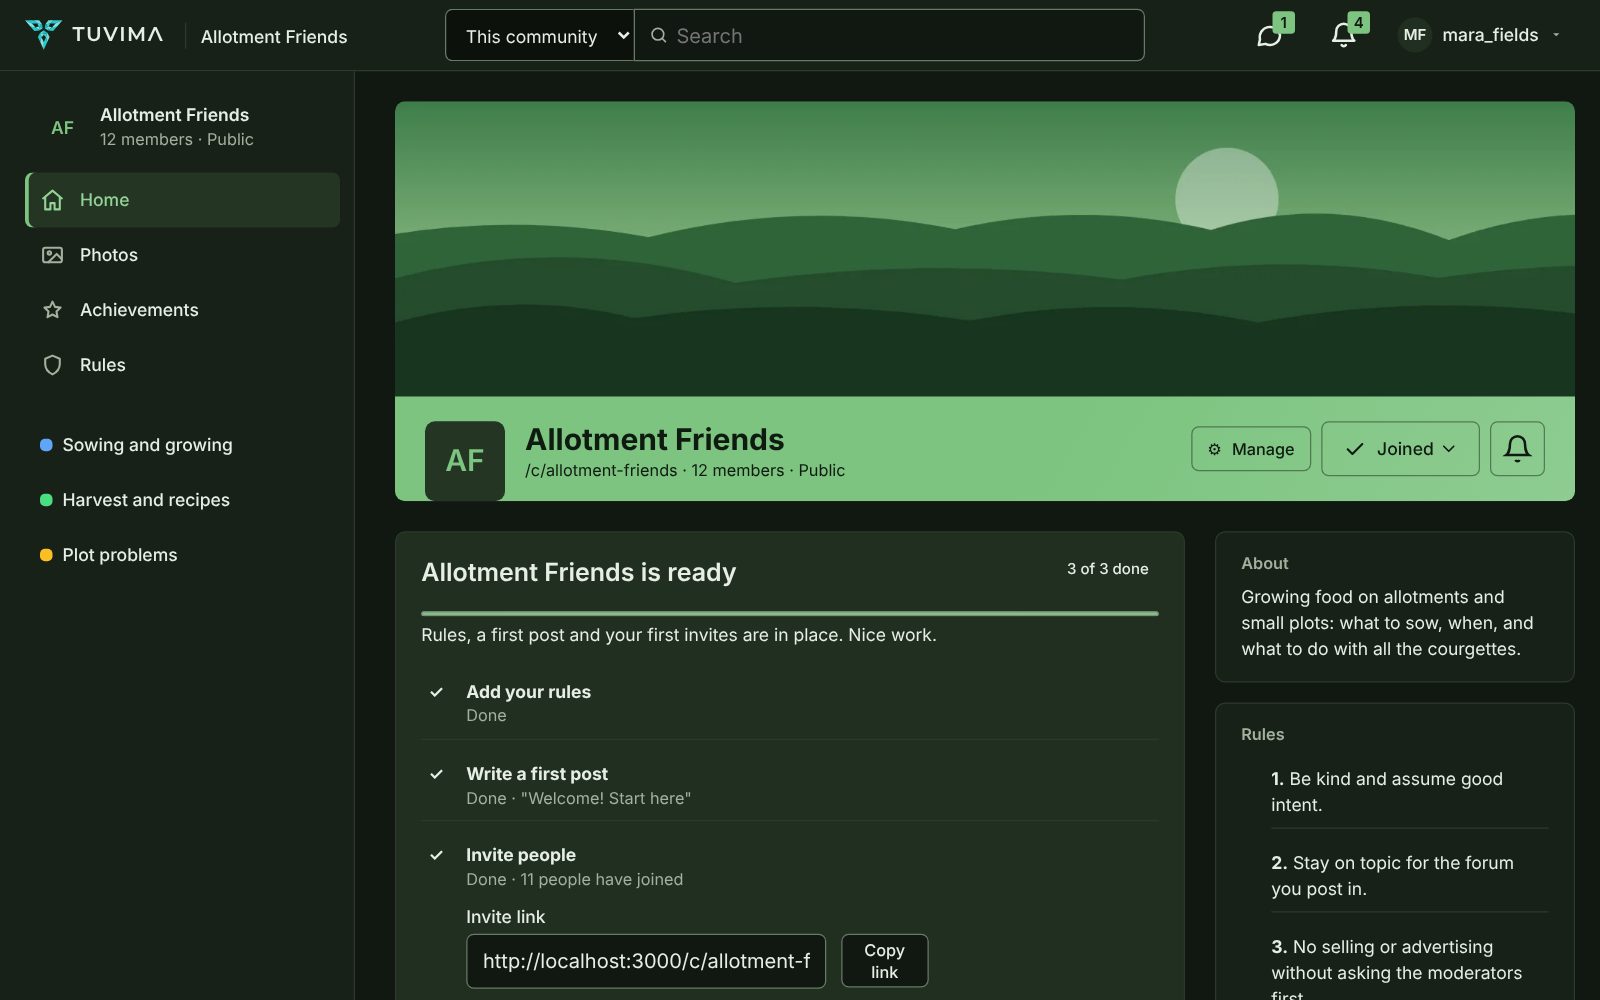 TUVIMA
Allotment Friends
This community
Search
1
4
MF
mara_fields
AF
Allotment Friends
12 members · Public
Home
Photos
Achievements
Rules
Sowing and growing
Harvest and recipes
Plot problems
AF
Allotment Friends
/c/allotment-friends · 12 members · Public
Manage
Joined
Allotment Friends is ready
3 of 3 done
Rules, a first post and your first invites are in place. Nice work.
Add your rules
Done
Write a first post
Done · "Welcome! Start here"
Invite people
Done · 11 people have joined
Invite link
http://localhost:3000/c/allotment-f
Copy
link
About
Growing food on allotments and
small plots: what to sow, when, and
what to do with all the courgettes.
Rules
1. Be kind and assume good
intent.
2. Stay on topic for the forum
you post in.
3. No selling or advertising
without asking the moderators
first.